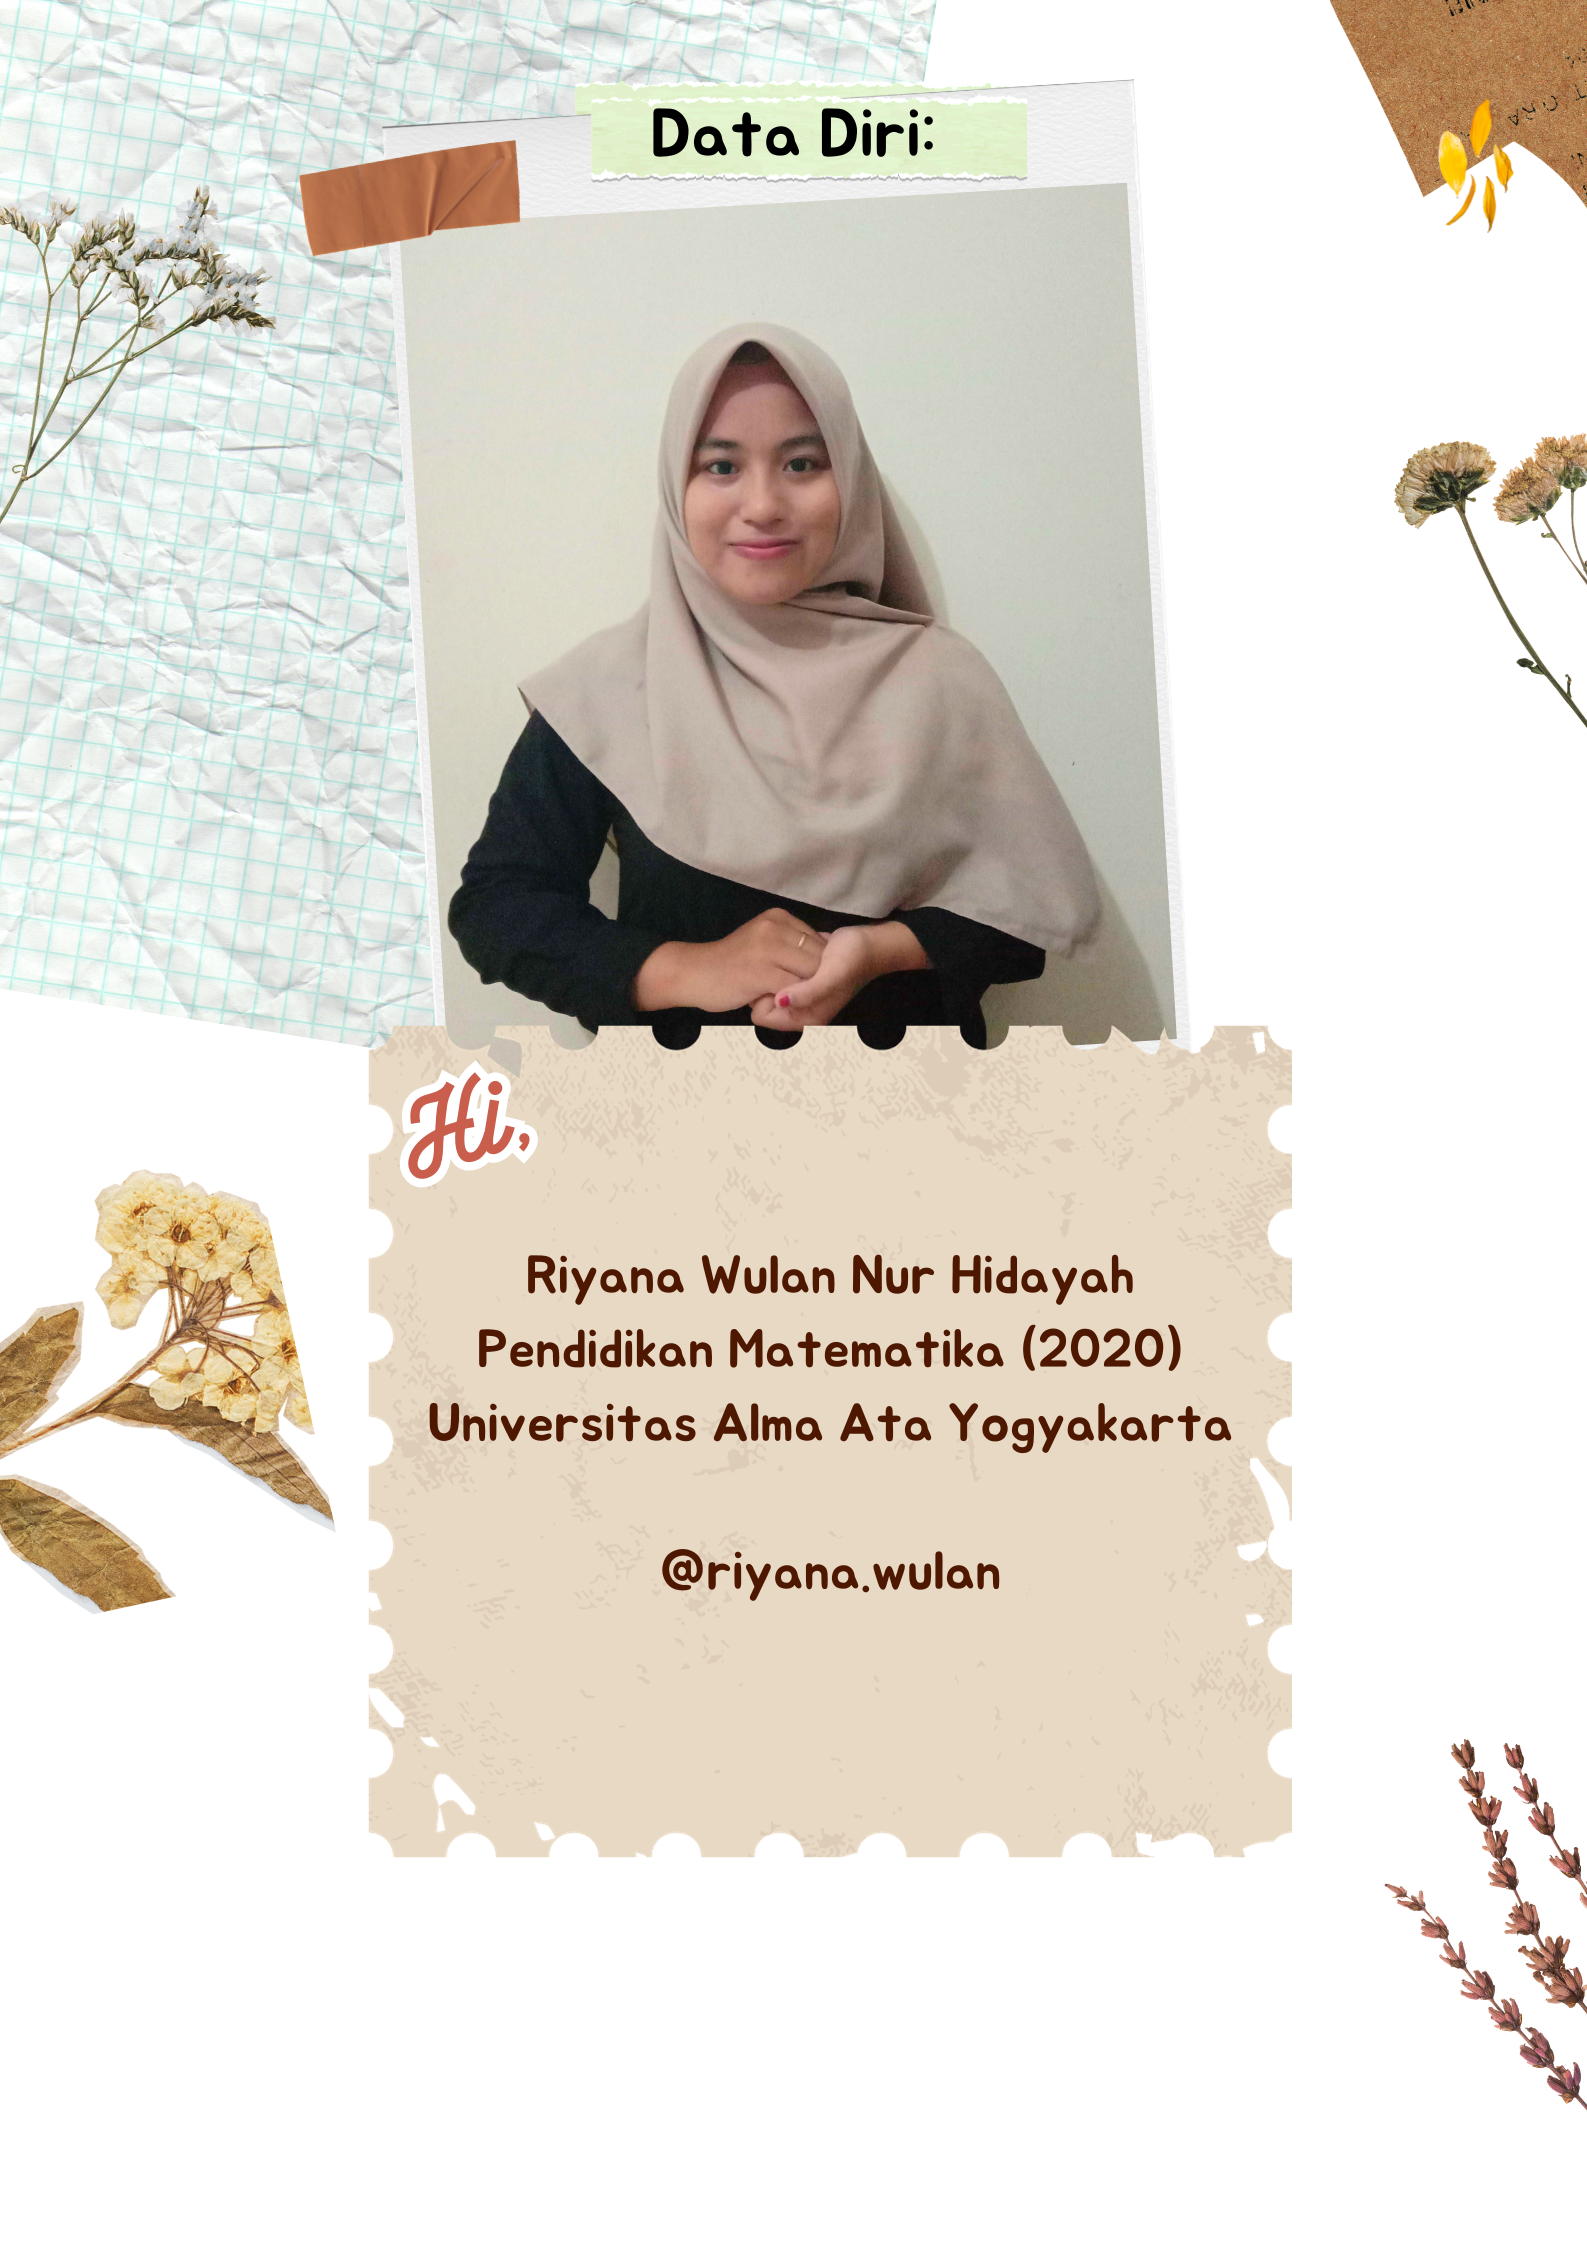 Data Diri:
Hi,
Riyana Wulan Nur Hidayah
Pendidikan Matematika (2020)
Universitas Alma Ata Yogyakarta
@riyana.wulan